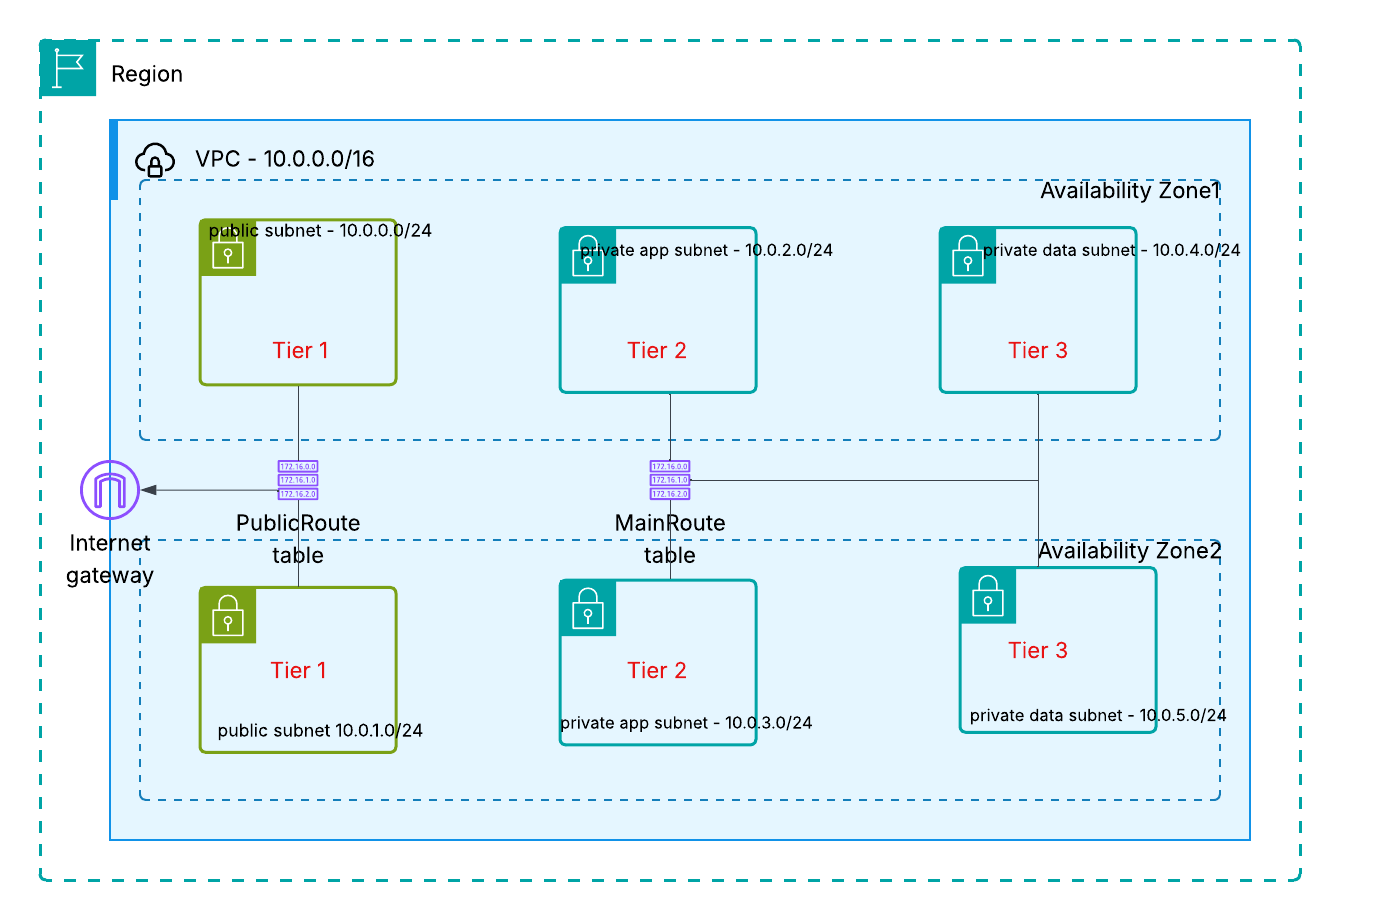 Region
VPC - 10.0.0.0/16
Availability Zone1
public subnet - 10.0.0.0/24
private app subnet - 10.0.2.0/24
private data subnet - 10.0.4.0/24
Tier 1
Tier 2
Tier 3
172.16.0.0
172.16.1.0
172.16.2.0
172.16.0.0
172.16.1.0
172.16.2.0
PublicRoute
table
MainRoute
table
Internet
gateway
Availability Zone2
Tier 1
Tier 2
Tier 3
public subnet 10.0.1.0/24
private app subnet - 10.0.3.0/24
private data subnet - 10.0.5.0/24